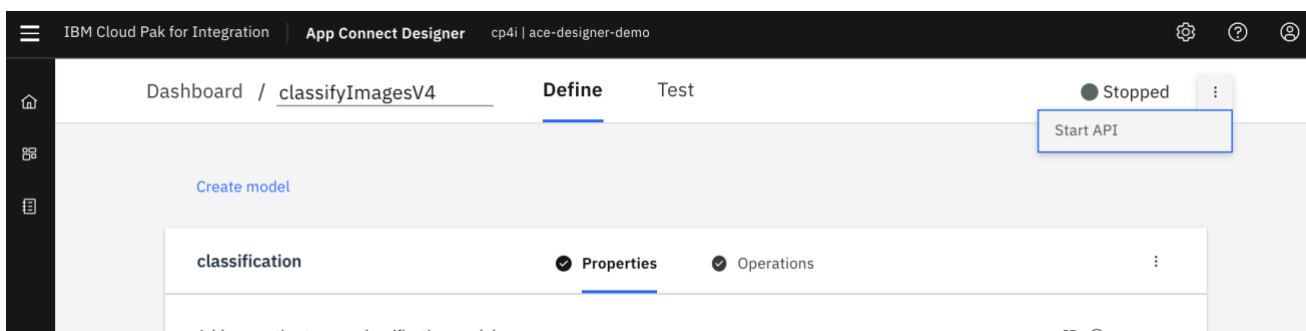 IBM Cloud Pak for Integration App Connect Designer cp4i | ace-designer-demo
Dashboard / classifyImagesV4 Define Test Stopped
Start API
Create model
classification Properties Operations